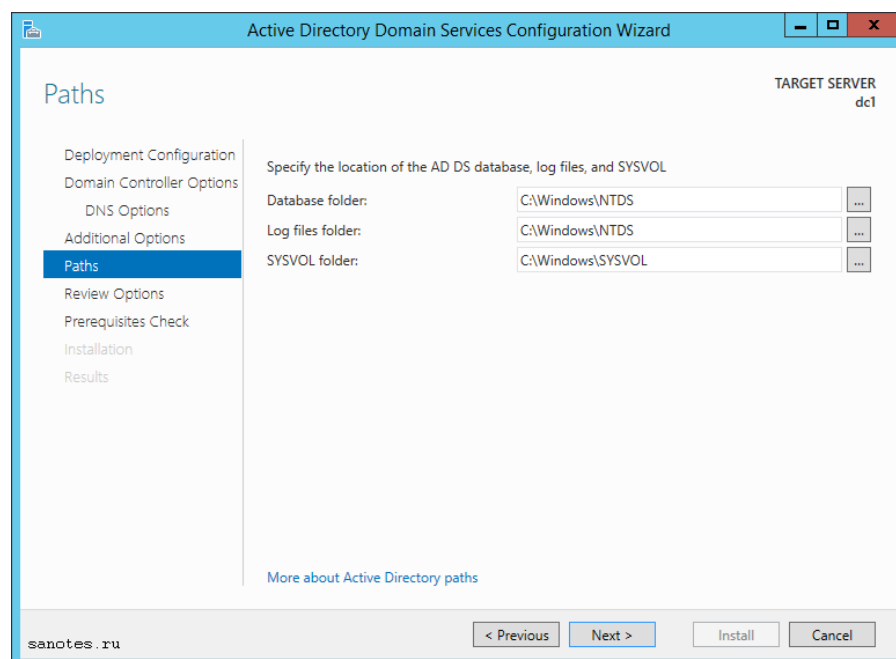 Active Directory Domain Services Configuration Wizard
Paths
TARGET SERVER
dc1
Deployment Configuration
Domain Controller Options
DNS Options
Additional Options
Paths
Review Options
Prerequisites Check
Installation
Results
Specify the location of the AD DS database, log files, and SYSVOL
Database folder: C:\Windows\NTDS ...
Log files folder: C:\Windows\NTDS ...
SYSVOL folder: C:\Windows\SYSVOL ...
More about Active Directory paths
< Previous Next > Install Cancel
sanotes.ru